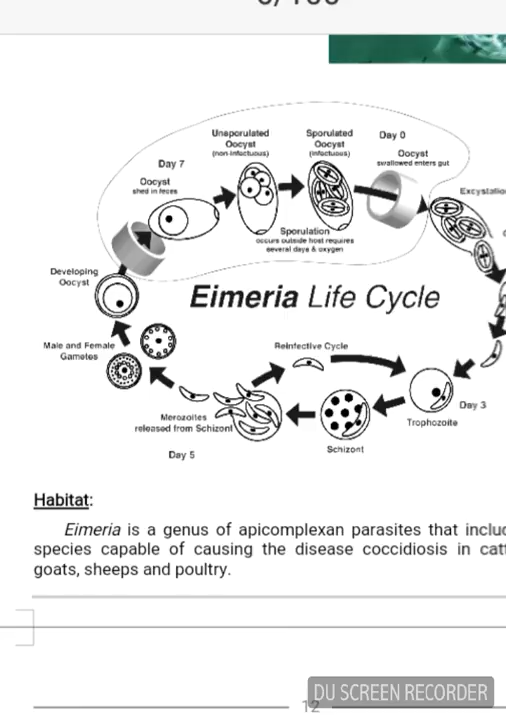 Unsporulated
Oocyst
(non-infectuous)
Sporulated
Oocyst
(infectuous)
Day 0
Oocyst
swallowed enters gut
Day 7
Oocyst
shed in feces
Sporulation
occurs outside host requires
several days & oxygen
Developing
Oocyst
Eimeria Life Cycle
Male and Female
Gametes
Reinfective Cycle
Day 3
Trophozoite
Merozoites
released from Schizont
Schizont
Day 5
Habitat:
Eimeria is a genus of apicomplexan parasites that
species capable of causing the disease coccidiosis in
goats, sheeps and poultry.
DU SCREEN RECORDER
12